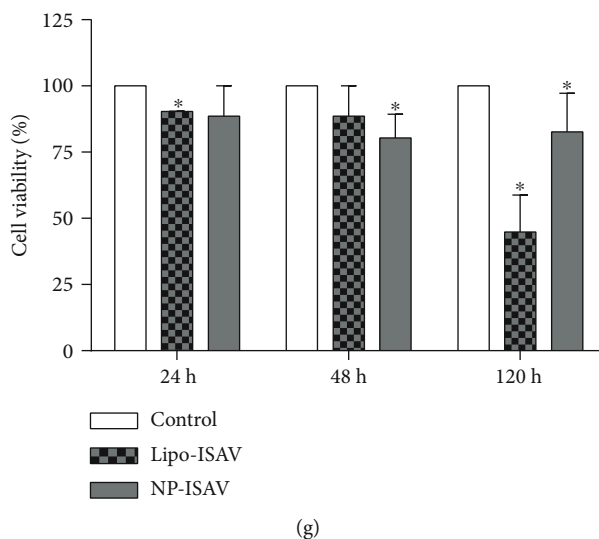 125
100
75
50
25
0
Cell viability (%)
*
*
*
*
24 h
48 h
120 h
Control
Lipo-ISAV
NP-ISAV
(g)